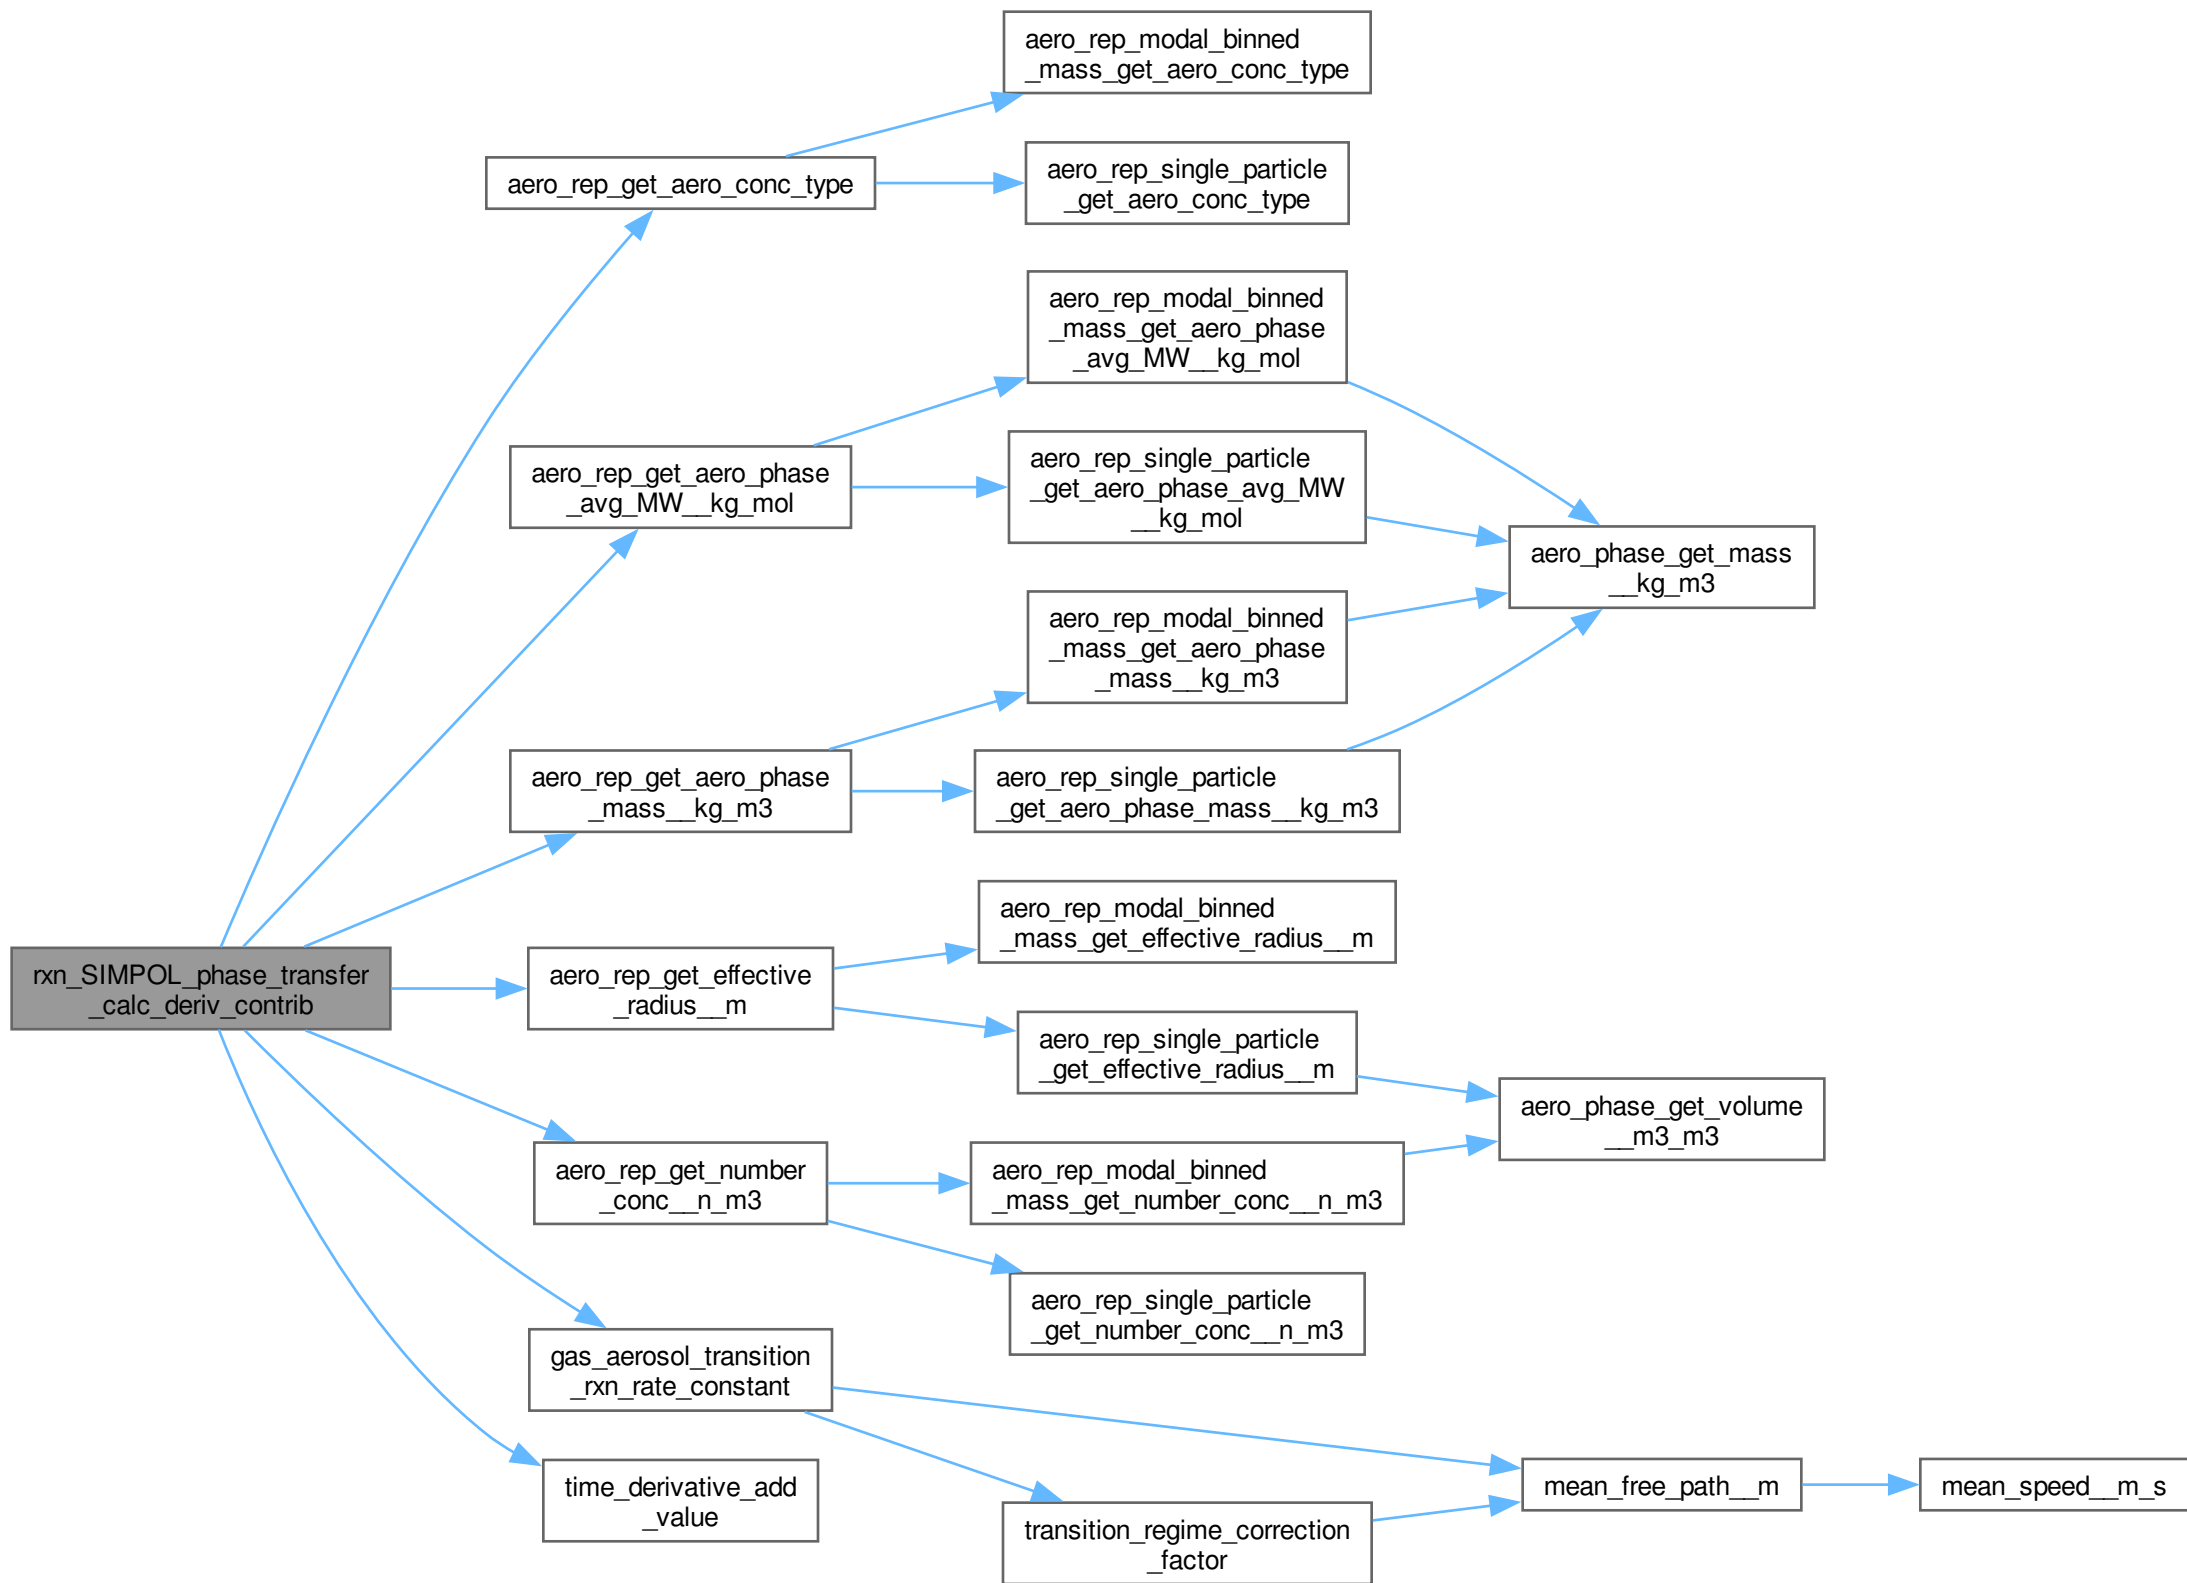 rxn_SIMPOL_phase_transfer
_calc_deriv_contrib
aero_rep_get_aero_conc_type
aero_rep_modal_binned
_mass_get_aero_conc_type
aero_rep_single_particle
_get_aero_conc_type
aero_rep_get_aero_phase
_avg_MW__kg_mol
aero_rep_modal_binned
_mass_get_aero_phase
_avg_MW__kg_mol
aero_rep_single_particle
_get_aero_phase_avg_MW
__kg_mol
aero_phase_get_mass
__kg_m3
aero_rep_get_aero_phase
_mass__kg_m3
aero_rep_modal_binned
_mass_get_aero_phase
_mass__kg_m3
aero_rep_single_particle
_get_aero_phase_mass__kg_m3
aero_rep_get_effective
_radius__m
aero_rep_modal_binned
_mass_get_effective_radius__m
aero_rep_single_particle
_get_effective_radius__m
aero_phase_get_volume
__m3_m3
aero_rep_get_number
_conc__n_m3
aero_rep_modal_binned
_mass_get_number_conc__n_m3
aero_rep_single_particle
_get_number_conc__n_m3
gas_aerosol_transition
_rxn_rate_constant
mean_free_path__m
mean_speed__m_s
transition_regime_correction
_factor
time_derivative_add
_value